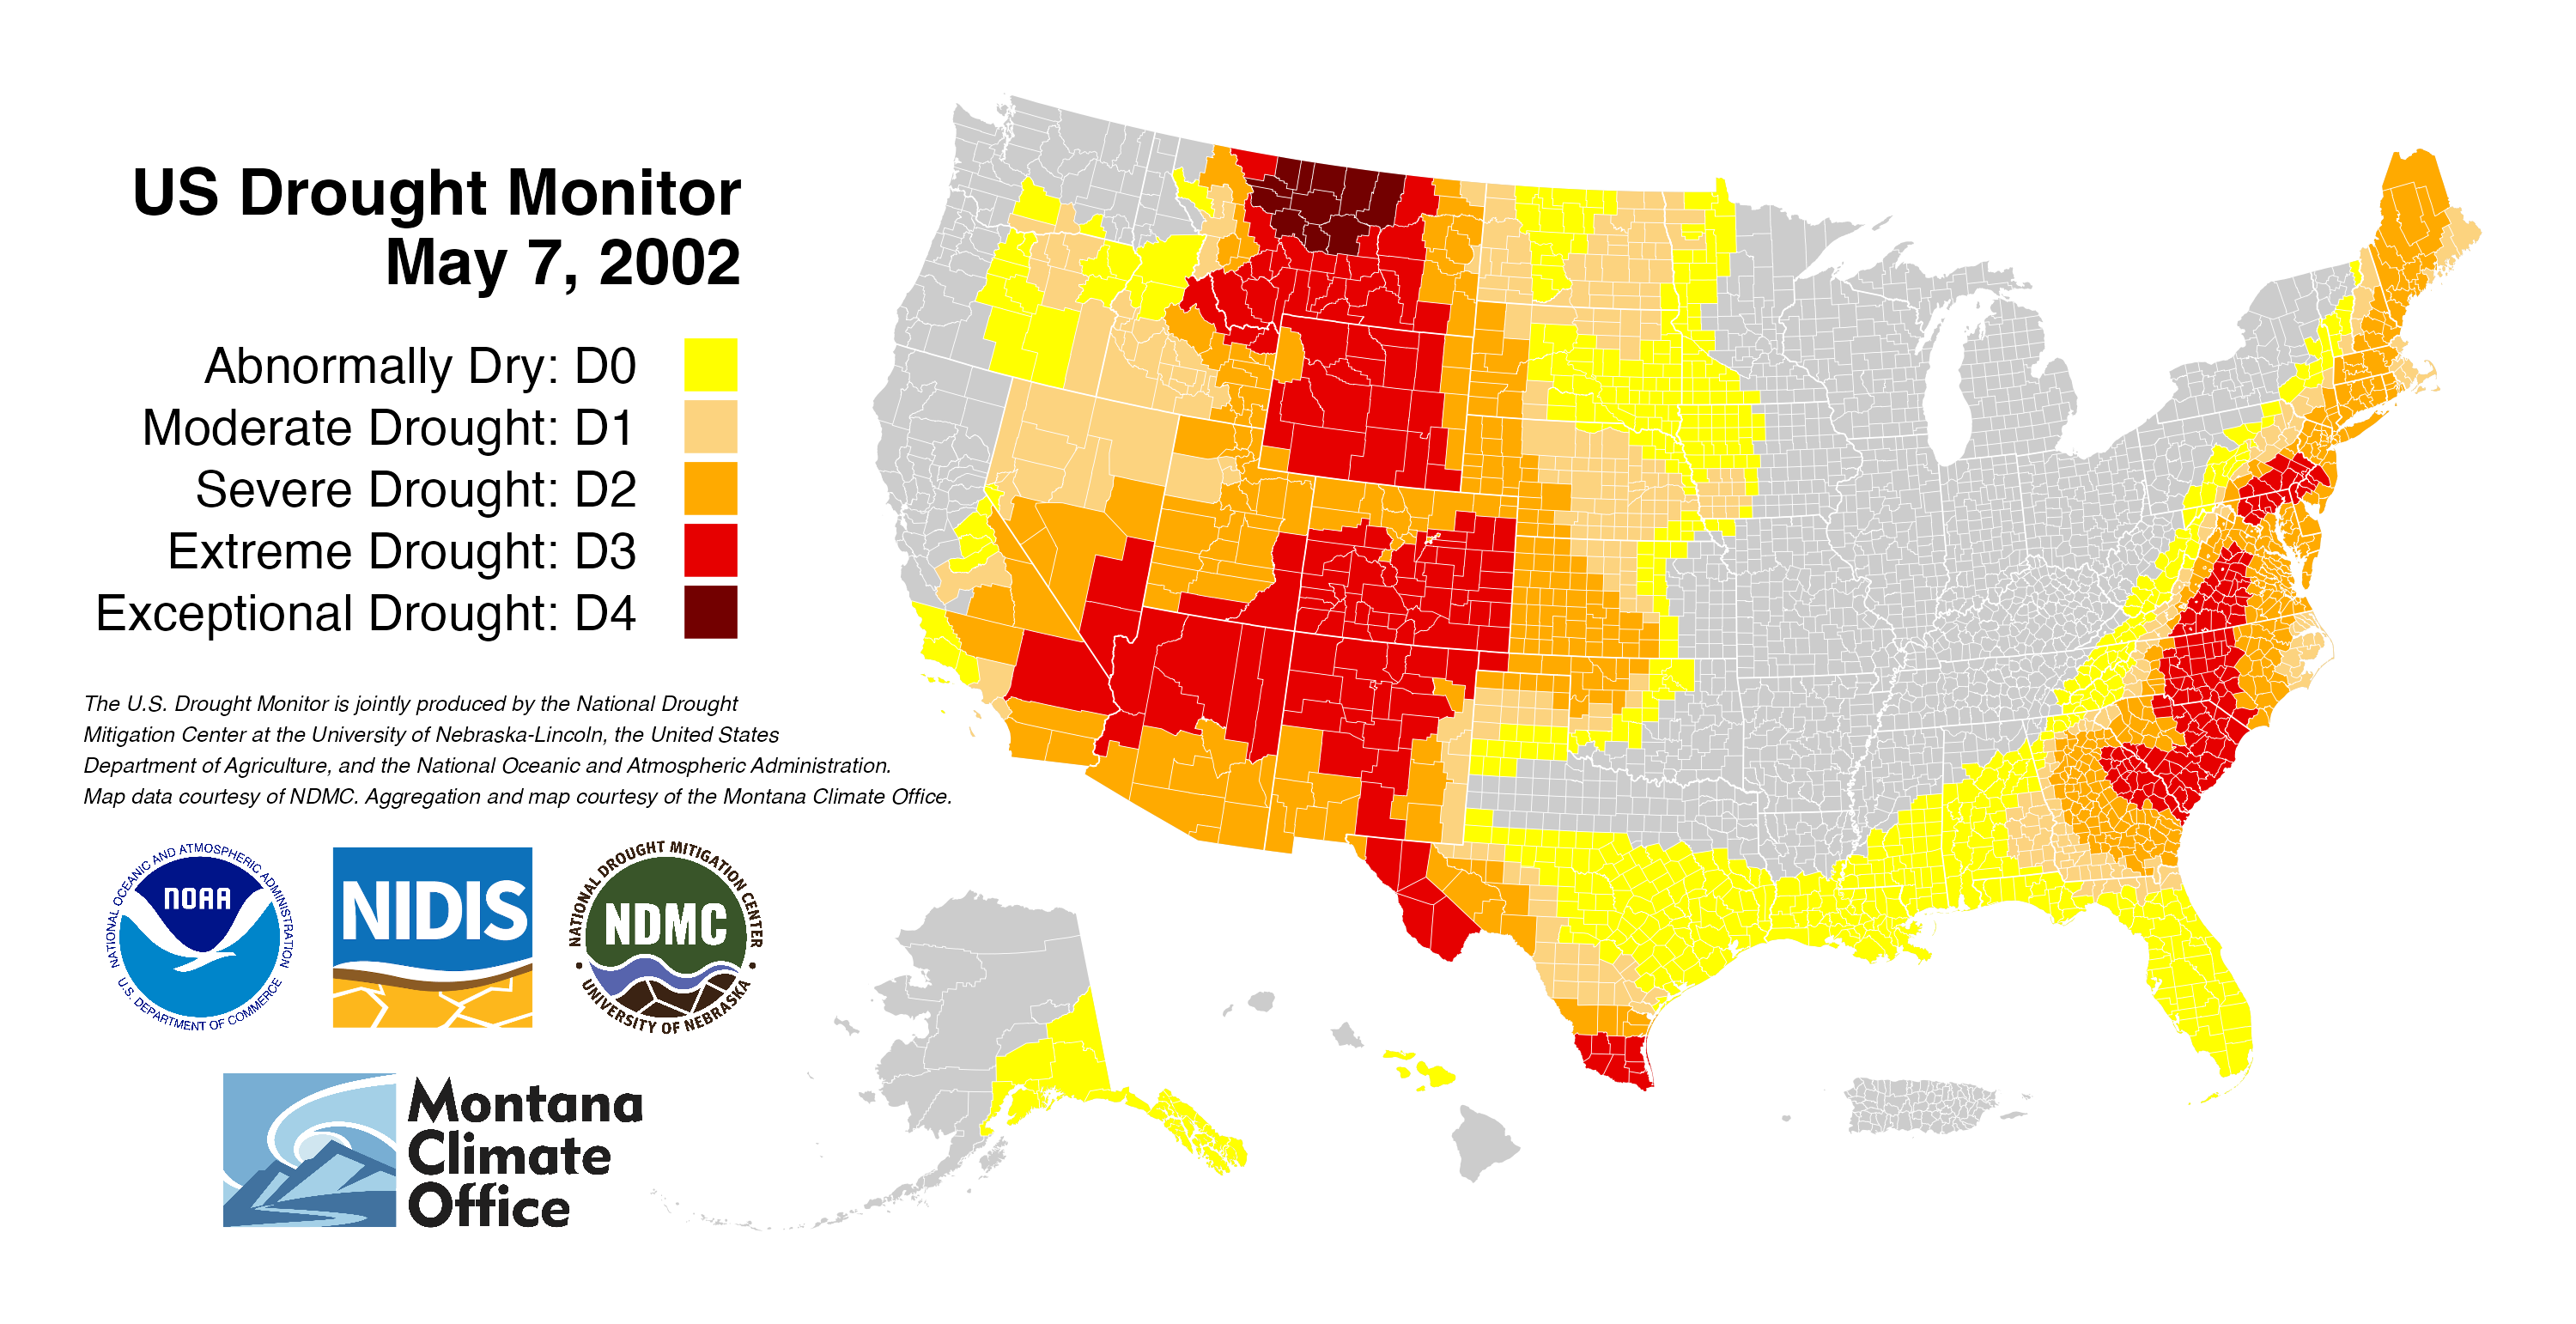 US Drought Monitor
May 7, 2002
Abnormally Dry: D0
Moderate Drought: D1
Severe Drought: D2
Extreme Drought: D3
Exceptional Drought: D4
The U.S. Drought Monitor is jointly produced by the National Drought
Mitigation Center at the University of Nebraska-Lincoln, the United States
Department of Agriculture, and the National Oceanic and Atmospheric Administration.
Map data courtesy of NDMC. Aggregation and map courtesy of the Montana Climate Office.
NATIONAL OCEANIC AND ATMOSPHERIC ADMINISTRATION
NOAA
U.S. DEPARTMENT OF COMMERCE
NIDIS
NATIONAL DROUGHT MITIGATION CENTER
NDMC
UNIVERSITY OF NEBRASKA
Montana
Climate
Office